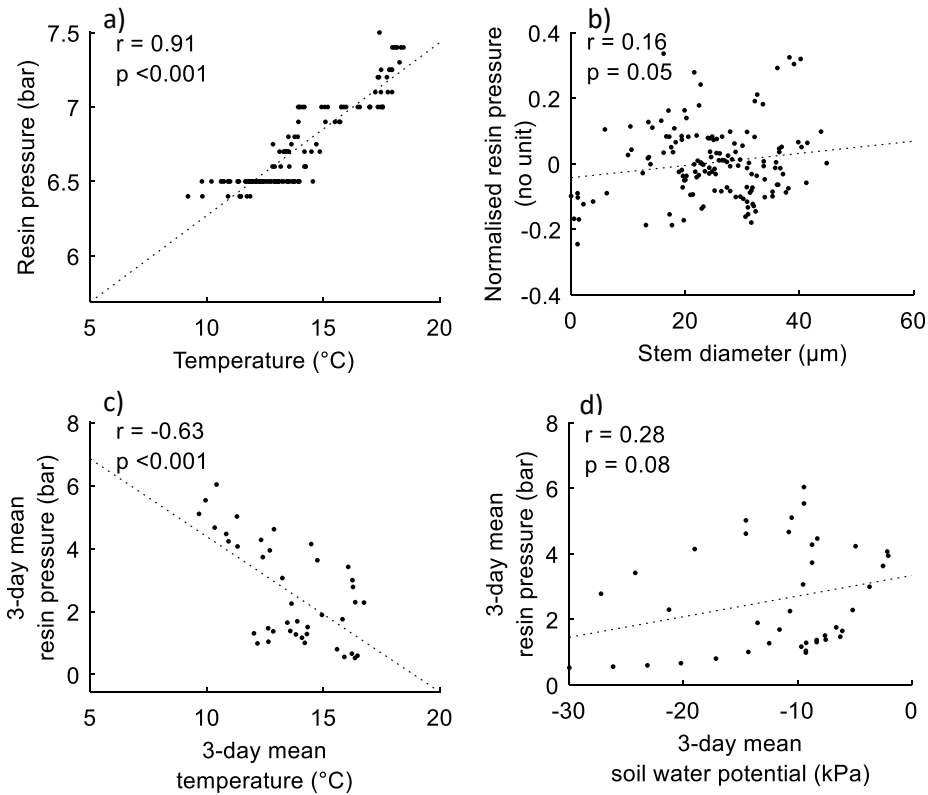 a)
r = 0.91
p <0.001
7.5
7
6.5
6
Resin pressure (bar)
5
10
15
20
Temperature (°C)
b)
r = 0.16
p = 0.05
0.4
0.2
0
-0.2
-0.4
Normalised resin pressure
(no unit)
0
20
40
60
Stem diameter (µm)
c)
r = -0.63
p <0.001
8
6
4
2
0
3-day mean
resin pressure (bar)
5
10
15
20
3-day mean
temperature (°C)
d)
r = 0.28
p = 0.08
8
6
4
2
0
3-day mean
resin pressure (bar)
-30
-20
-10
0
3-day mean
soil water potential (kPa)